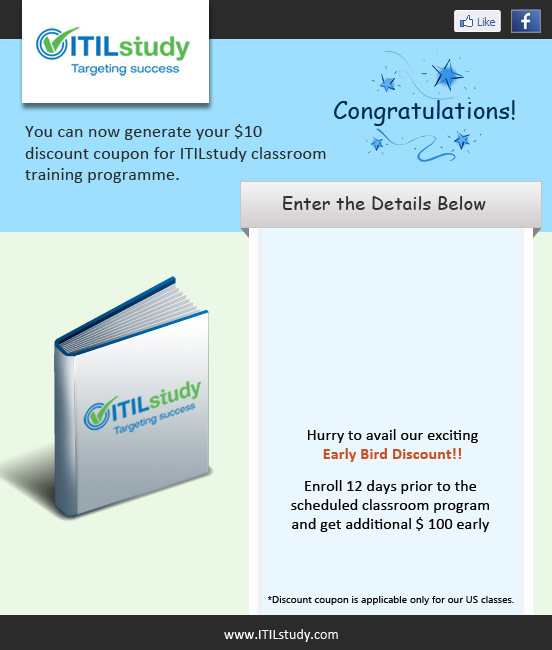 ITILstudy
Targeting success
Like
f
Congratulations!
You can now generate your $10
discount coupon for ITILstudy classroom
training programme.
Enter the Details Below
ITILstudy
Targeting success
Hurry to avail our exciting
Early Bird Discount!!
Enroll 12 days prior to the
scheduled classroom program
and get additional $ 100 early
*Discount coupon is applicable only for our US classes.
www.ITILstudy.com